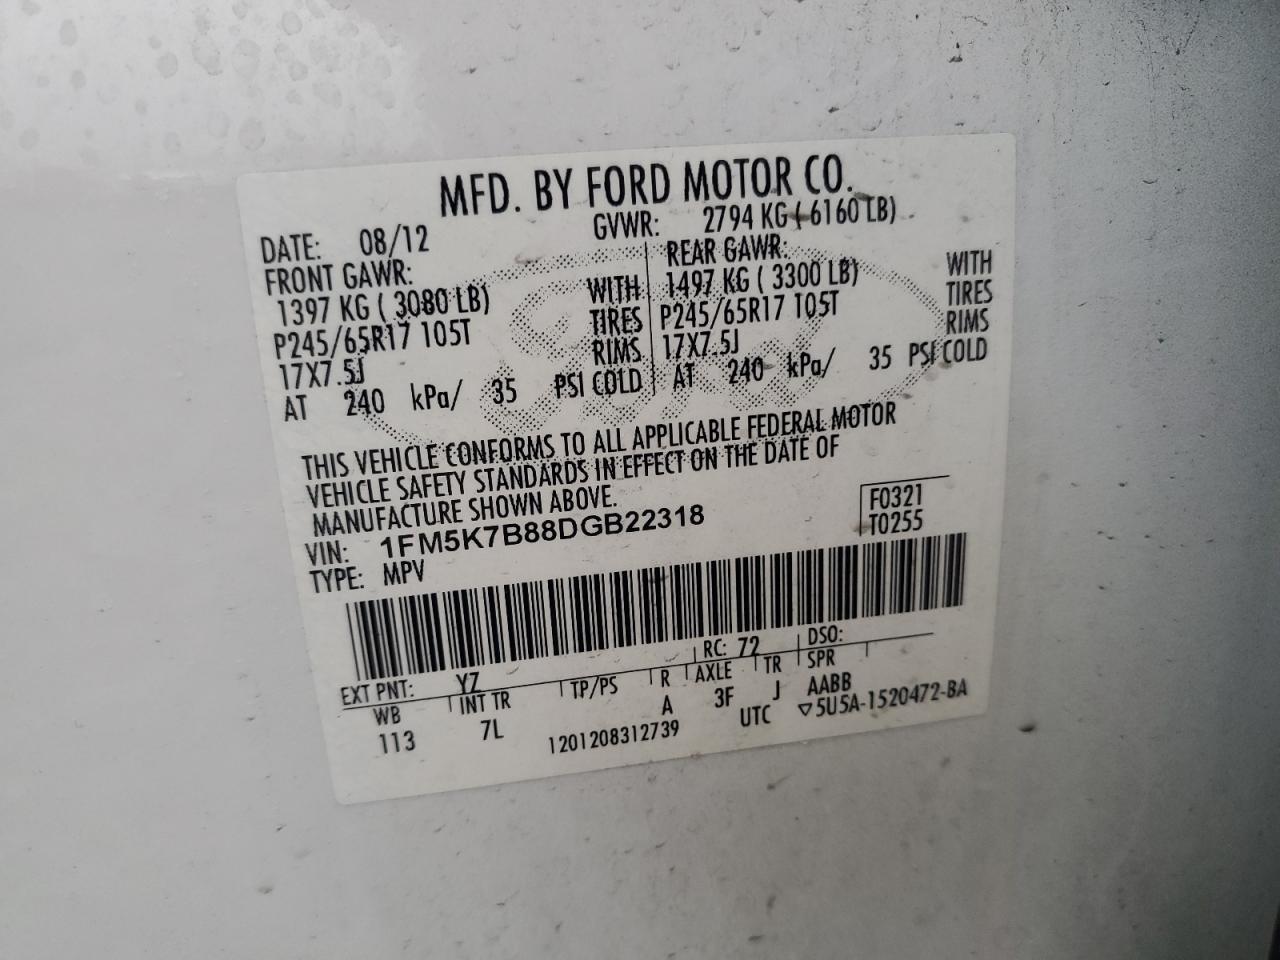 MFD. BY FORD MOTOR CO.
DATE: 08/12 GVWR: 2794 KG ( 6160 LB)
FRONT GAWR: REAR GAWR:
1397 KG ( 3080 LB) WITH 1497 KG ( 3300 LB) WITH
P245/65R17 105T TIRES P245/65R17 105T TIRES
17X7.5J RIMS 17X7.5J RIMS
AT 240 kPa/ 35 PSI COLD AT 240 kPa/ 35 PSI COLD
THIS VEHICLE CONFORMS TO ALL APPLICABLE FEDERAL MOTOR
VEHICLE SAFETY STANDARDS IN EFFECT ON THE DATE OF
MANUFACTURE SHOWN ABOVE.
F0321
VIN: 1FM5K7B88DGB22318 T0255
TYPE: MPV
EXT PNT: YZ RC: 72 DSO:
WB INT TR TP/PS R AXLE TR SPR
113 7L A 3F J AABB
1201208312739 UTC ▽5U5A-1520472-BA